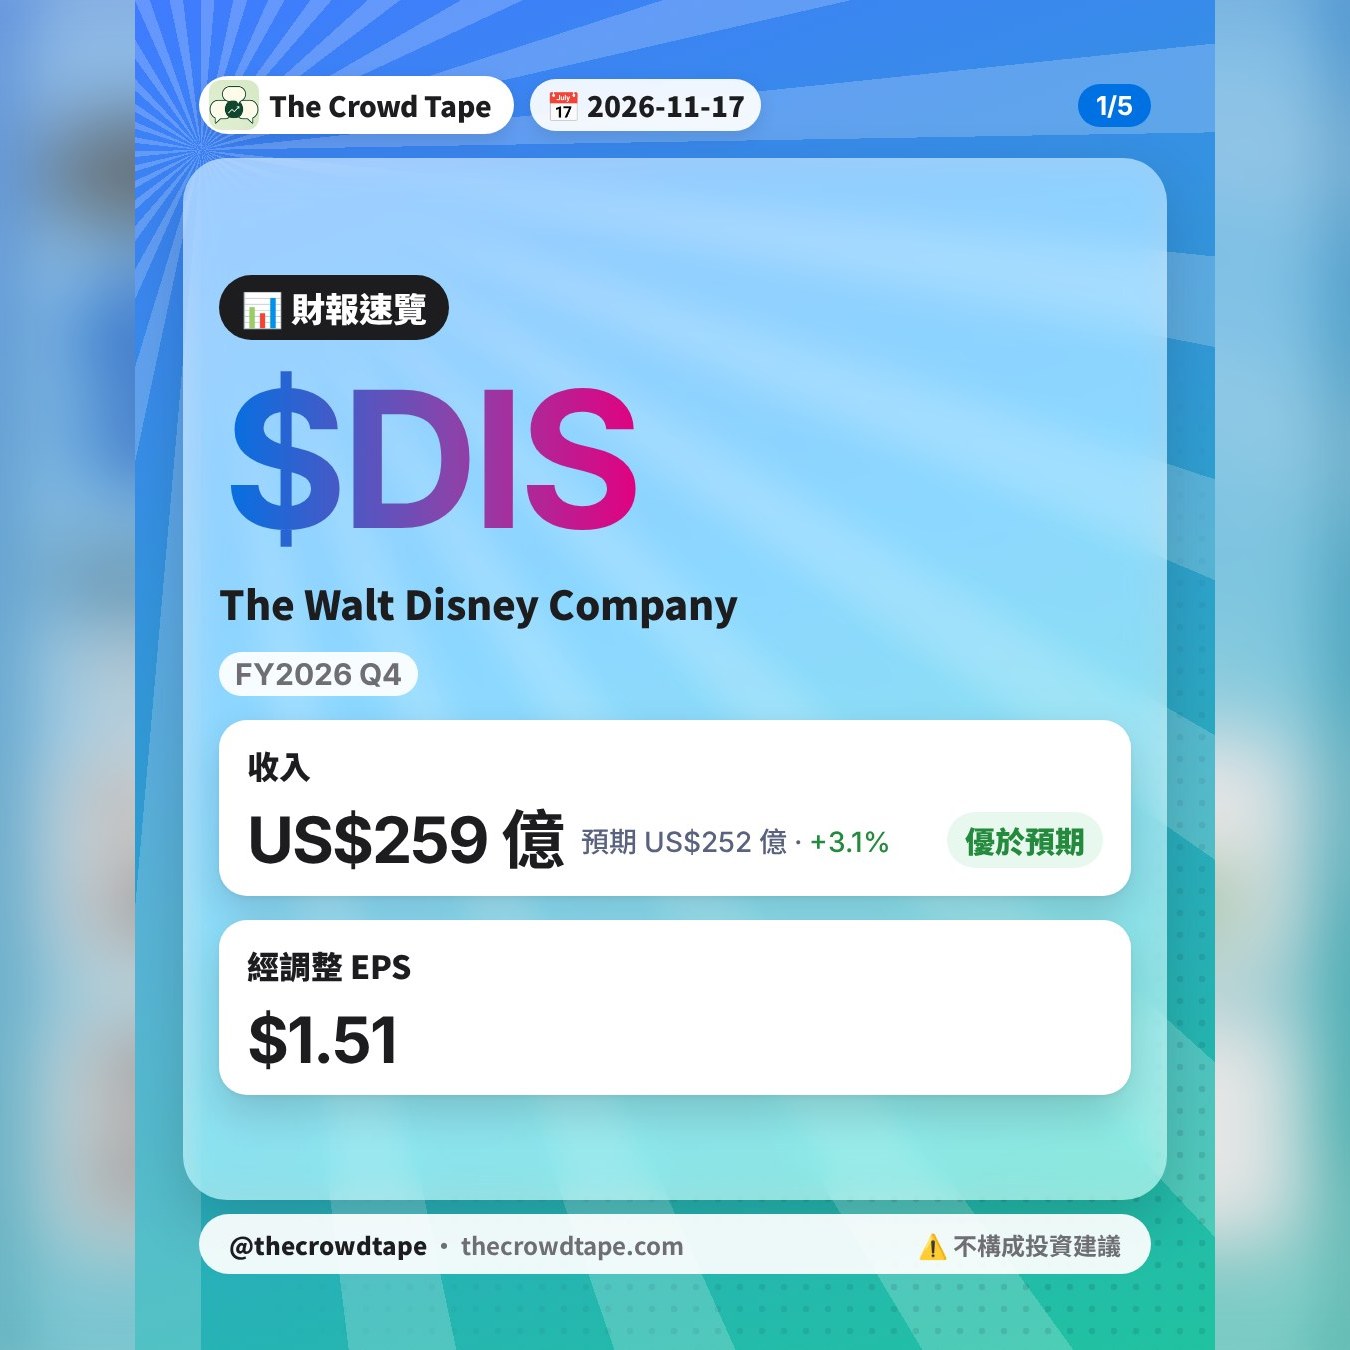 The Crowd Tape
📅 2026-11-17
1/5
📊 財報速覽
$DIS
The Walt Disney Company
FY2026 Q4
收入
US$259 億 預期 US$252 億 · +3.1% 優於預期
經調整 EPS
$1.51
@thecrowdtape • thecrowdtape.com ⚠️ 不構成投資建議